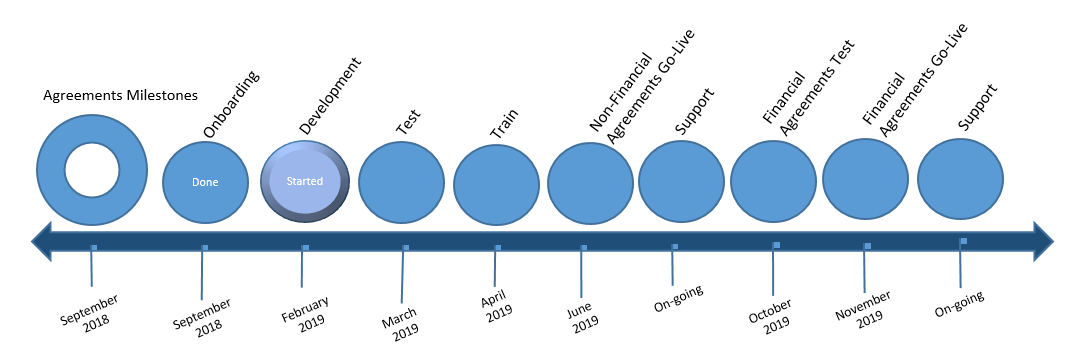 Agreements Milestones
Onboarding
Development
Test
Train
Non-Financial
Agreements Go-Live
Support
Financial
Agreements Test
Financial
Agreements Go-Live
Support
Done
Started
September
2018
September
2018
February
2019
March
2019
April
2019
June
2019
On-going
October
2019
November
2019
On-going